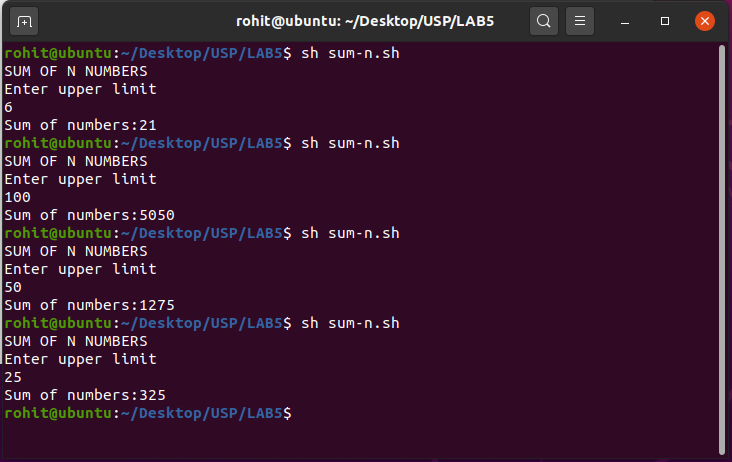 rohit@ubuntu: ~/Desktop/USP/LAB5
rohit@ubuntu:~/Desktop/USP/LAB5$ sh sum-n.sh
SUM OF N NUMBERS
Enter upper limit
6
Sum of numbers:21
rohit@ubuntu:~/Desktop/USP/LAB5$ sh sum-n.sh
SUM OF N NUMBERS
Enter upper limit
100
Sum of numbers:5050
rohit@ubuntu:~/Desktop/USP/LAB5$ sh sum-n.sh
SUM OF N NUMBERS
Enter upper limit
50
Sum of numbers:1275
rohit@ubuntu:~/Desktop/USP/LAB5$ sh sum-n.sh
SUM OF N NUMBERS
Enter upper limit
25
Sum of numbers:325
rohit@ubuntu:~/Desktop/USP/LAB5$